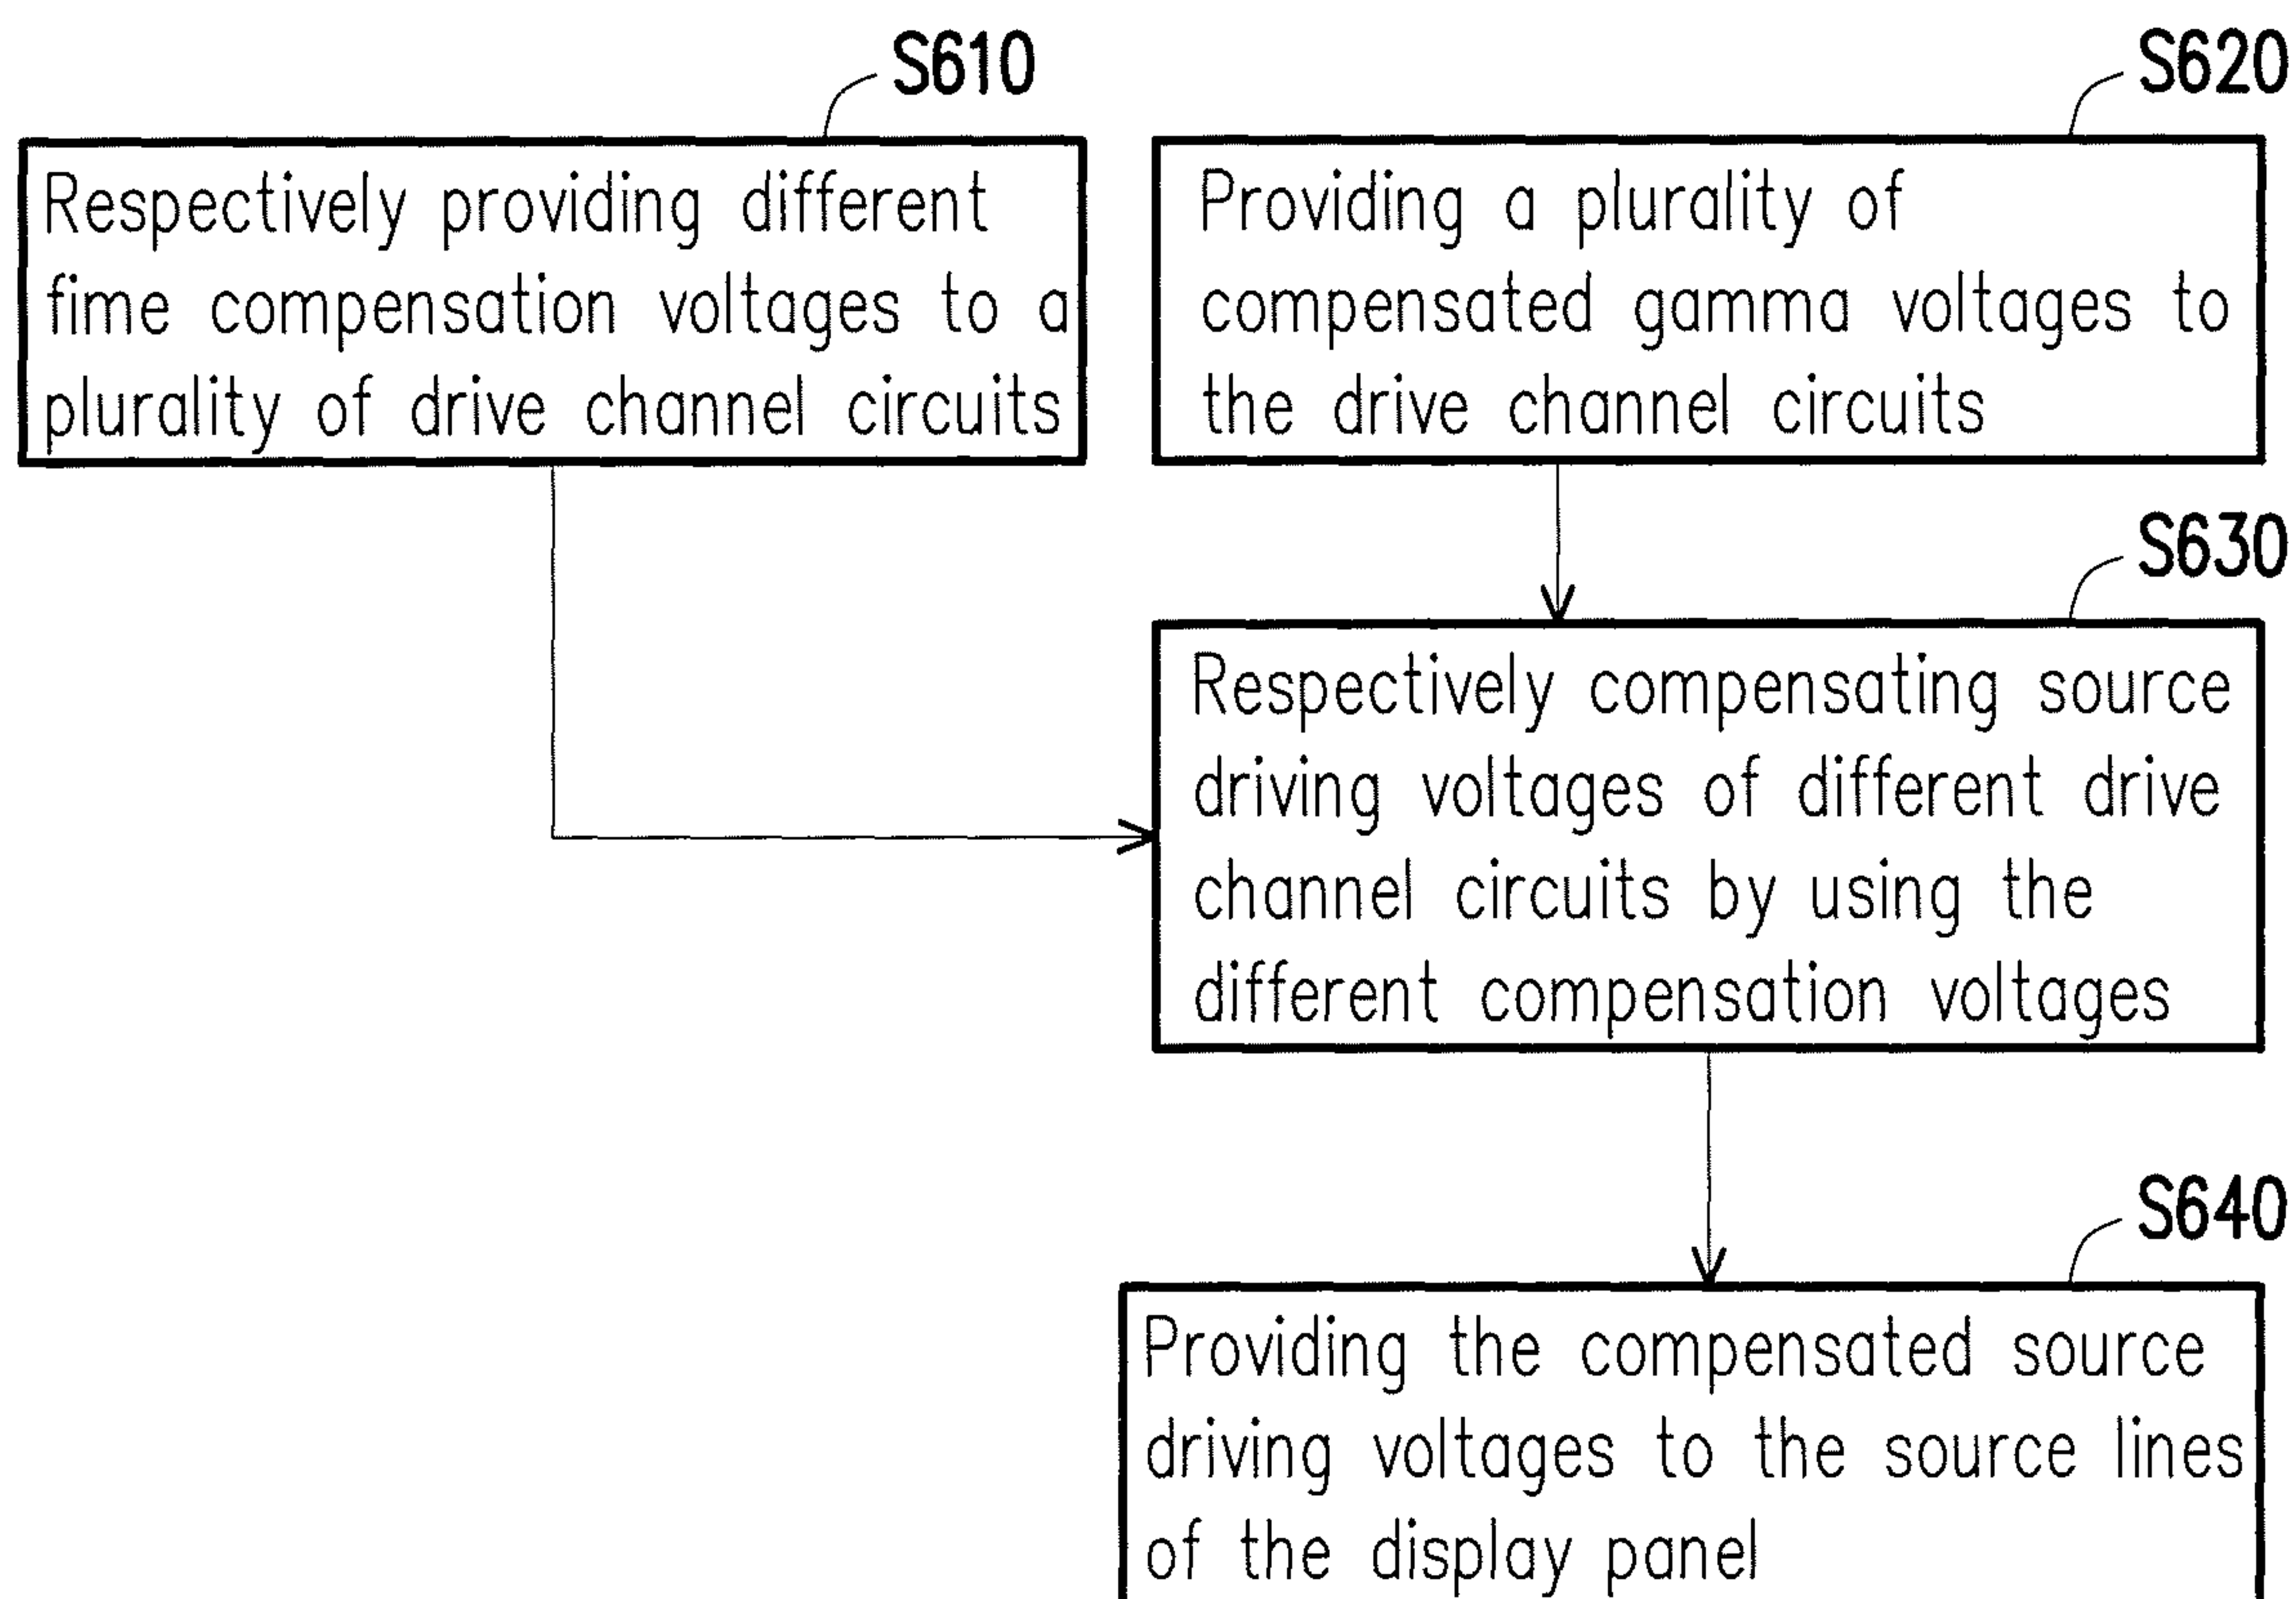 S610
Respectively providing different
fime compensation voltages to a
plurality of drive channel circuits
S620
Providing a plurality of
compensated gamma voltages to
the drive channel circuits
S630
Respectively compensating source
driving voltages of different drive
channel circuits by using the
different compensation voltages
S640
Providing the compensated source
driving voltages to the source lines
of the display panel